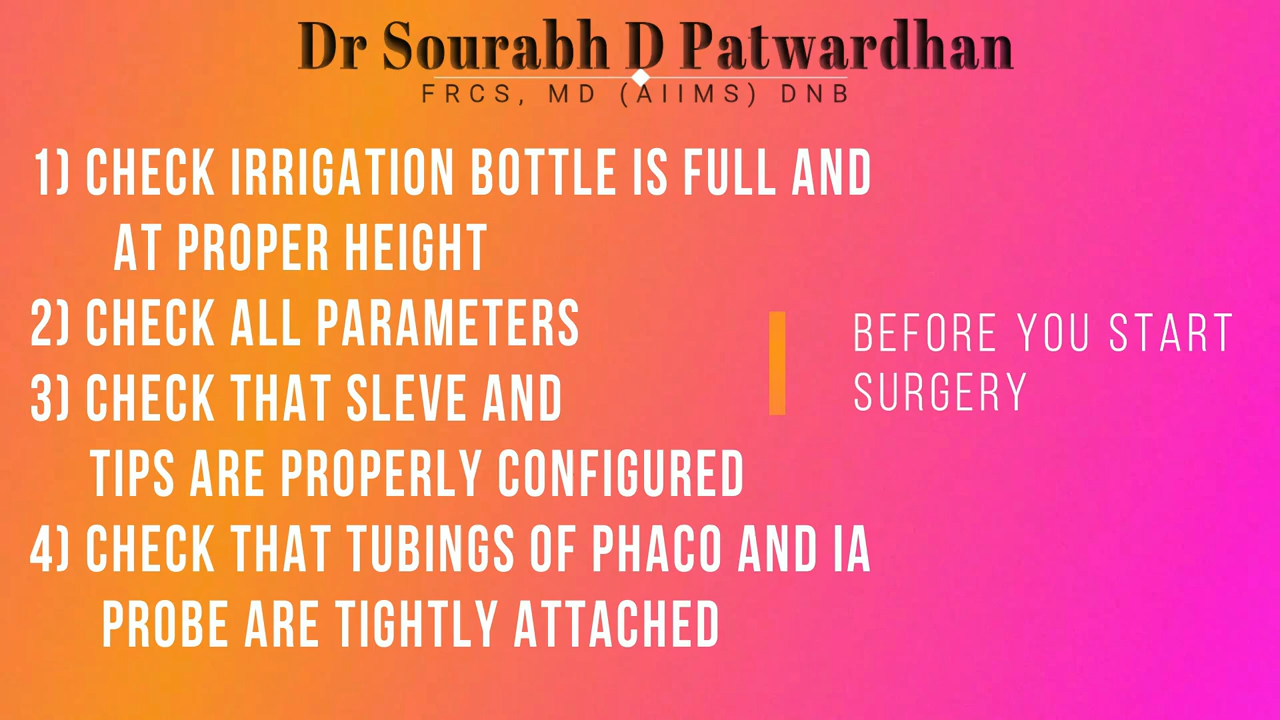 Dr Sourabh D Patwardhan
FRCS, MD (AIIMS) DNB
1) CHECK IRRIGATION BOTTLE IS FULL AND
AT PROPER HEIGHT
2) CHECK ALL PARAMETERS
3) CHECK THAT SLEVE AND
TIPS ARE PROPERLY CONFIGURED
4) CHECK THAT TUBINGS OF PHACO AND IA
PROBE ARE TIGHTLY ATTACHED
BEFORE YOU START
SURGERY